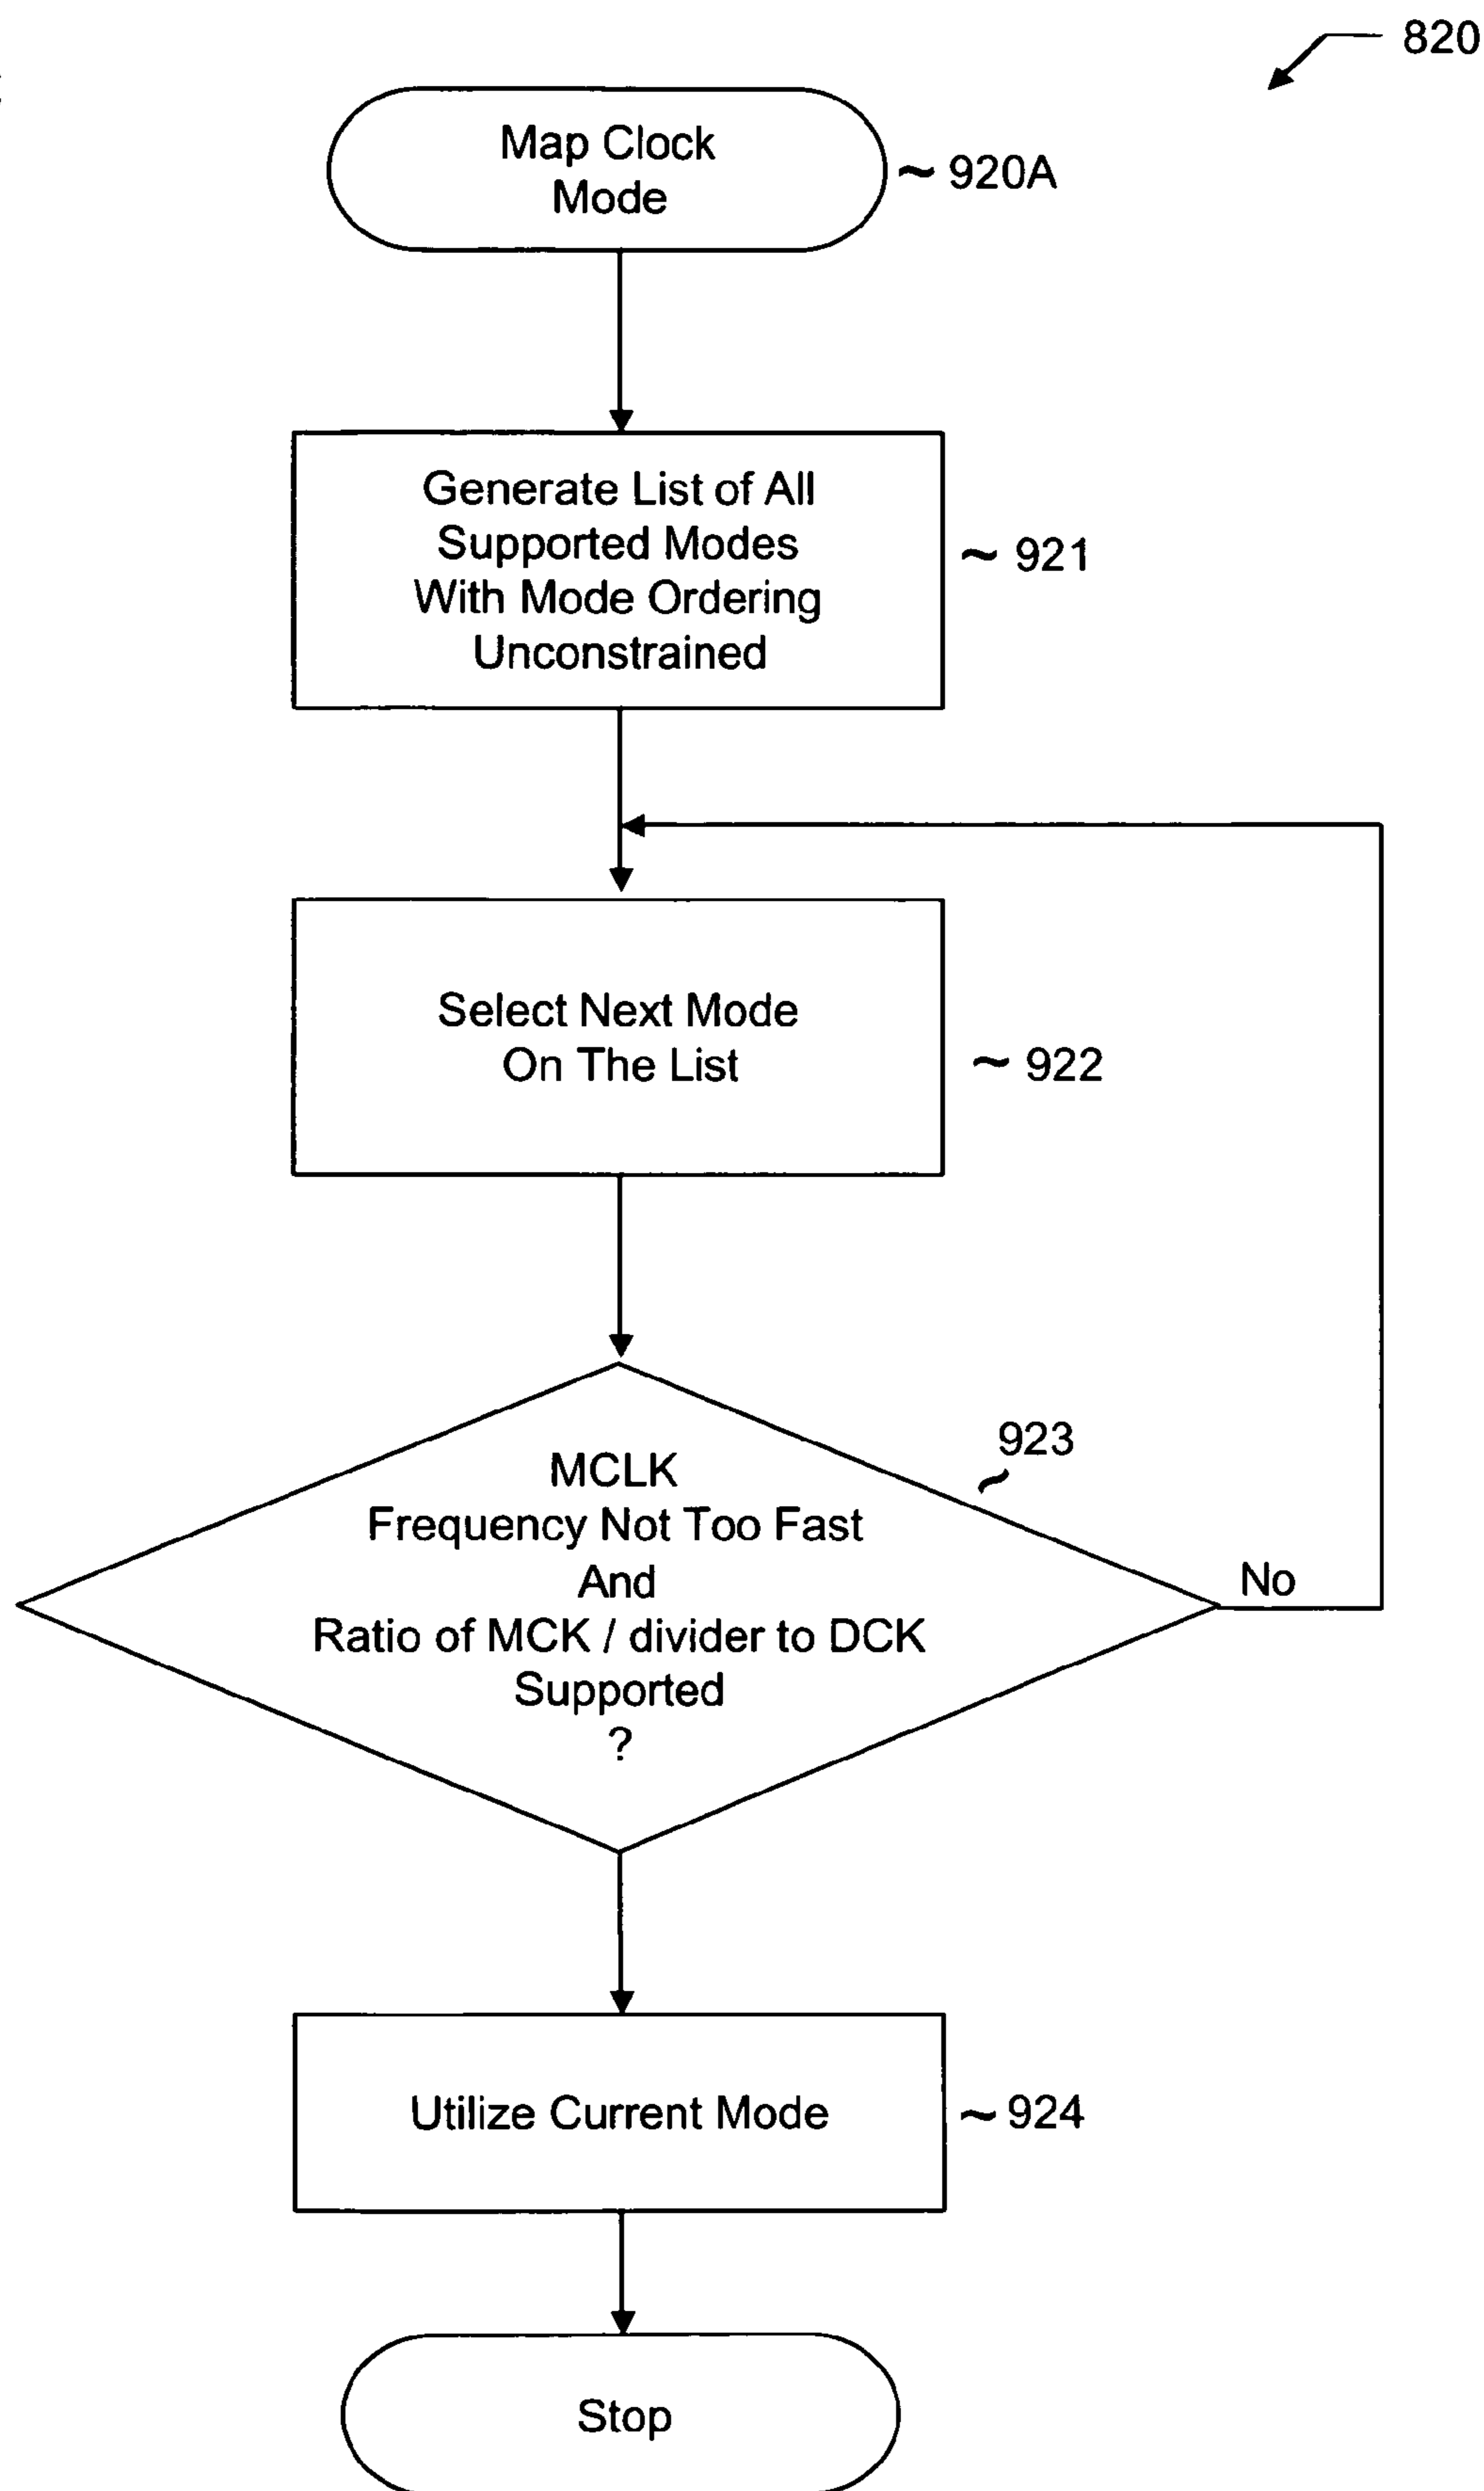 820
Map Clock
Mode
~ 920A
Generate List of All
Supported Modes
With Mode Ordering
Unconstrained
~ 921
Select Next Mode
On The List
~ 922
923
MCLK
Frequency Not Too Fast
And
Ratio of MCK / divider to DCK
Supported
?
No
Utilize Current Mode
~ 924
Stop